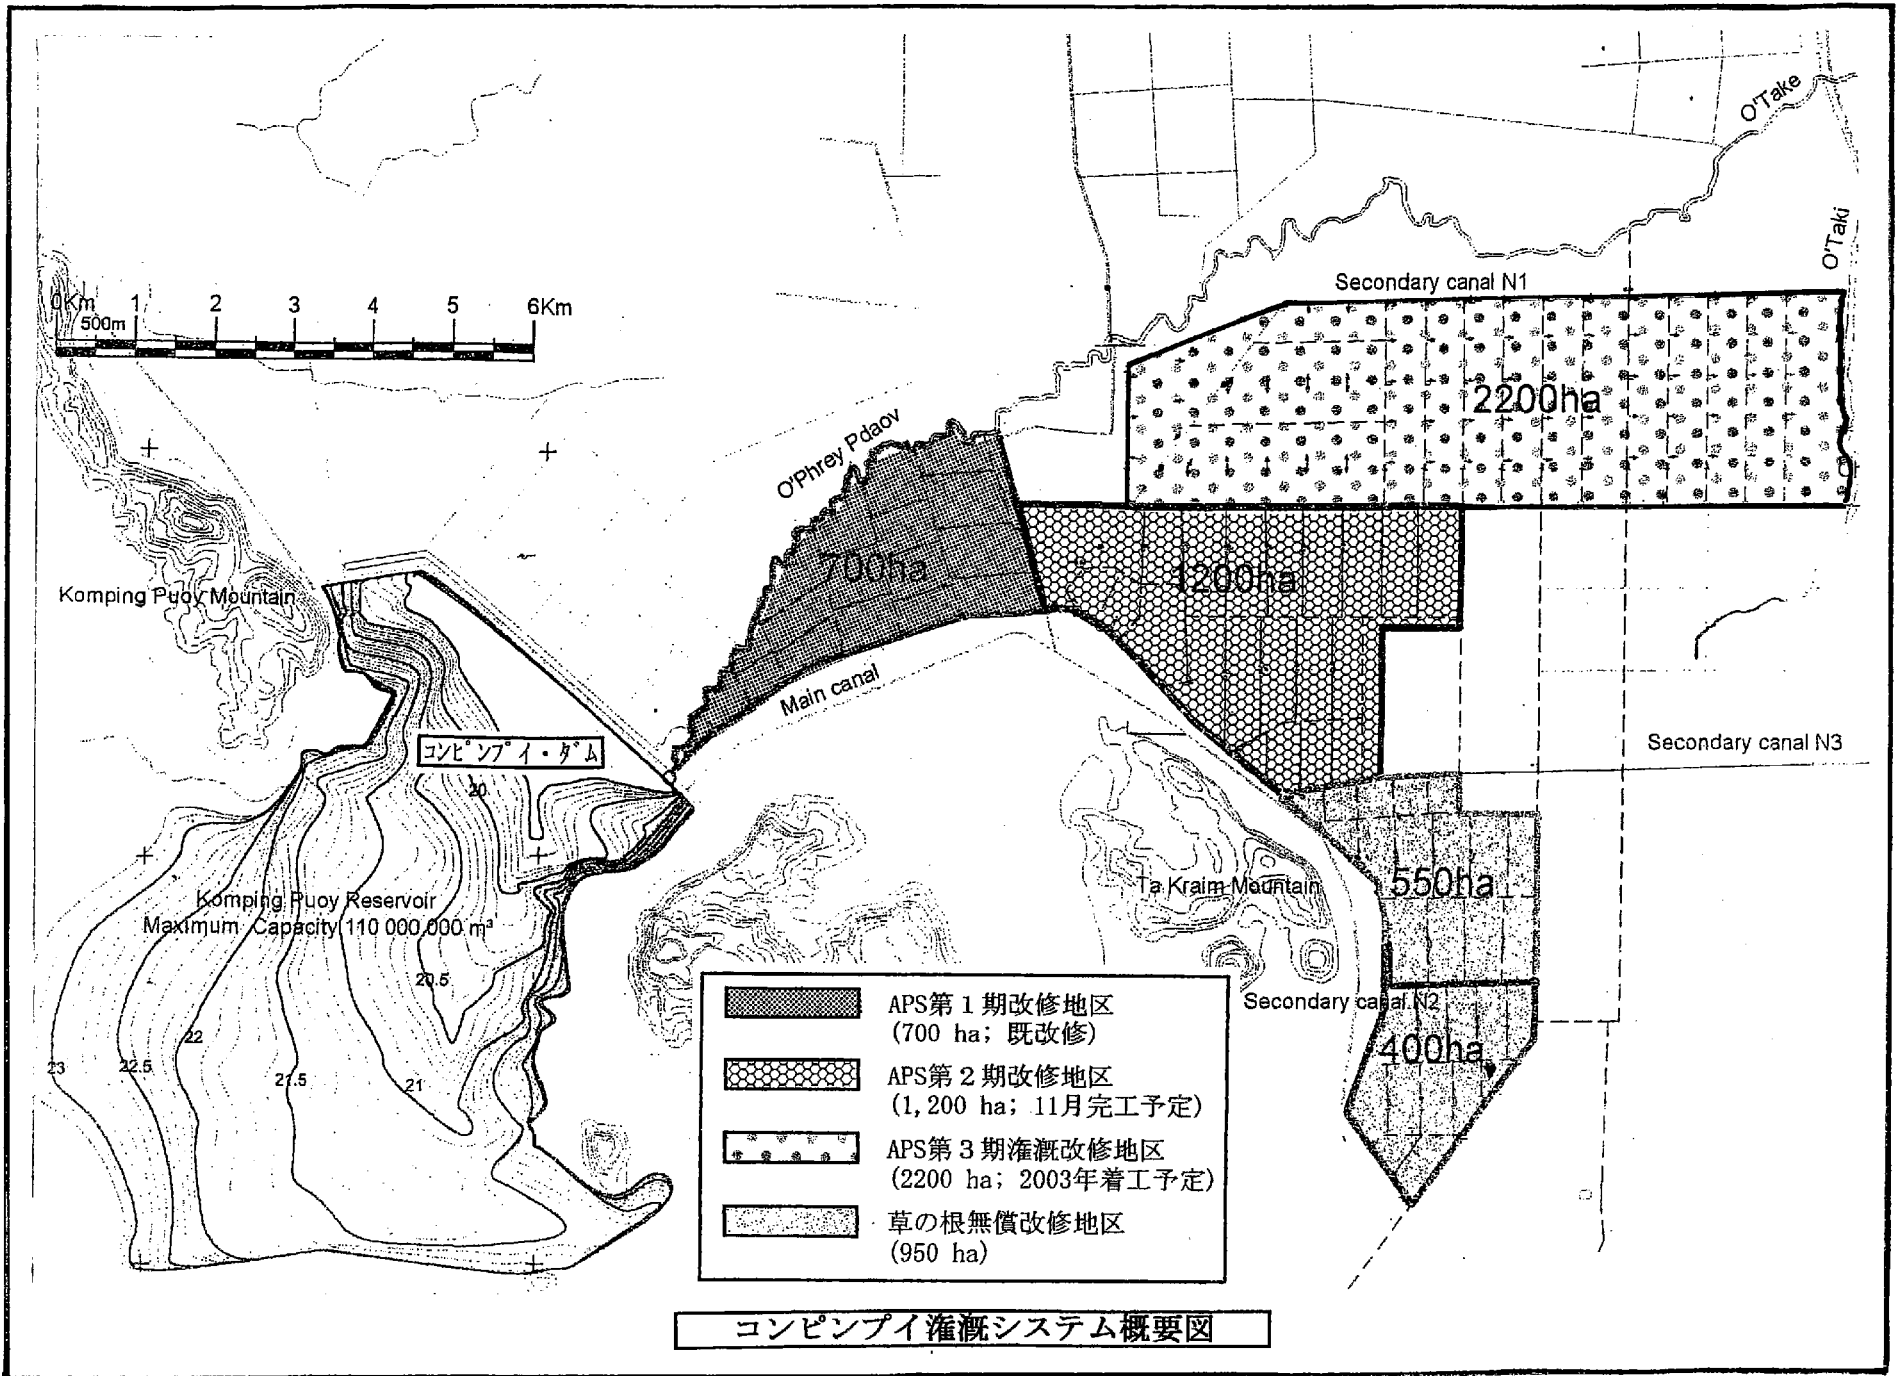 O'Take
O'Taki
Secondary canal N1
0Km 1 2 3 4 5 6Km
500m
2200ha
O'Phrey Pdaov
700ha
1200ha
Komping Puoy Mountain
Main canal
コンピンプイ・ダム
Secondary canal N3
20
Ta Kraim Mountain
550ha
Komping Puoy Reservoir
Maximum Capacity 110 000 000 m³
20.5
Secondary canal N2
400ha
23
22.5
22
21.5
21
APS第1期改修地区
(700 ha; 既改修)
APS第2期改修地区
(1,200 ha; 11月完工予定)
APS第3期潅漑改修地区
(2200 ha; 2003年着工予定)
草の根無償改修地区
(950 ha)
コンピンプイ潅漑システム概要図